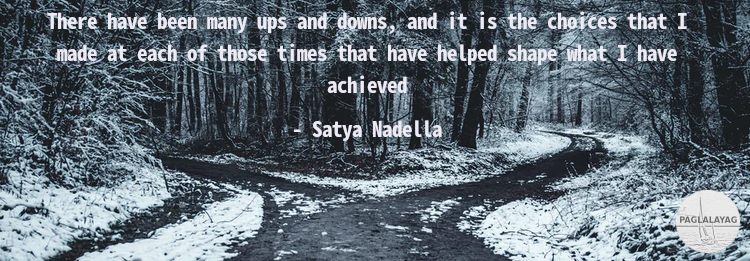 There have been many ups and downs, and it is the choices that I
made at each of those times that have helped shape what I have
achieved
- Satya Nadella
PAGLALAYAG